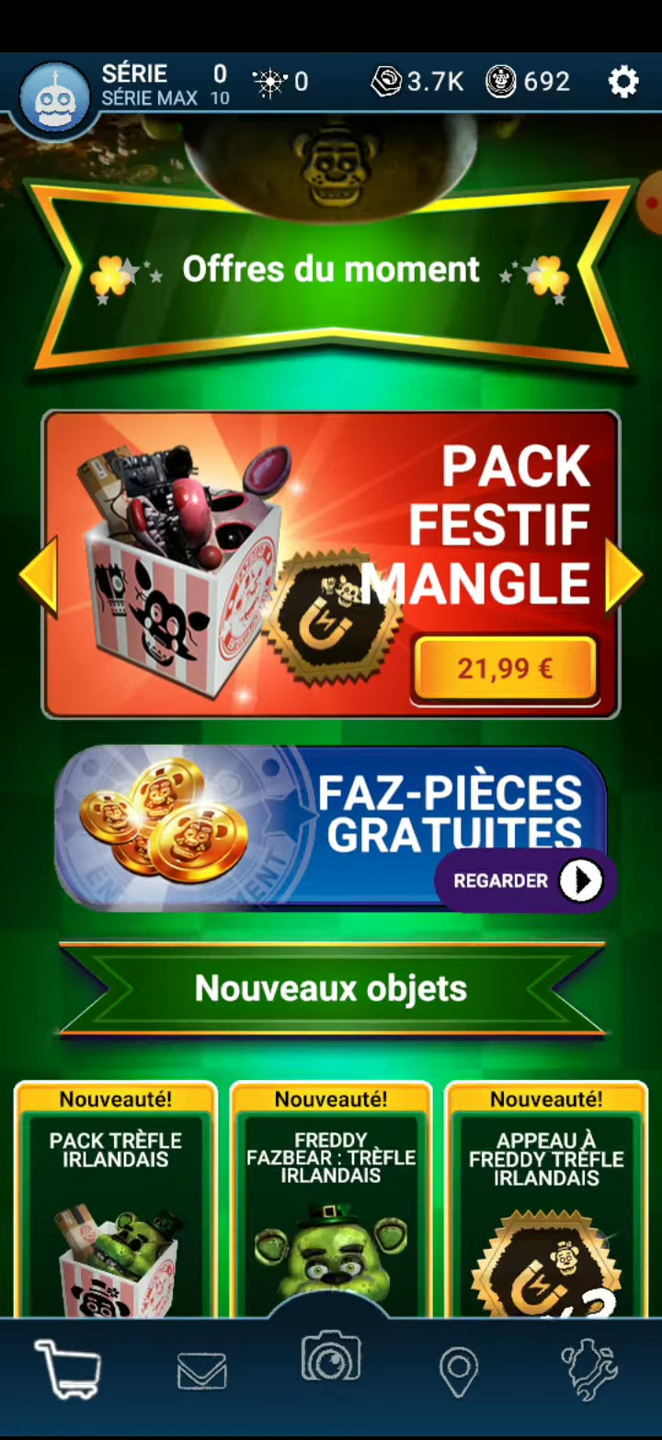 SÉRIE 0
SÉRIE MAX 10
0
3.7K
692
Offres du moment
PACK
FESTIF
MANGLE
21,99 €
FAZ-PIÈCES
GRATUITES
REGARDER
Nouveaux objets
Nouveauté!
PACK TRÈFLE
IRLANDAIS
Nouveauté!
FREDDY
FAZBEAR : TRÈFLE
IRLANDAIS
Nouveauté!
APPEAU À
FREDDY TRÈFLE
IRLANDAIS